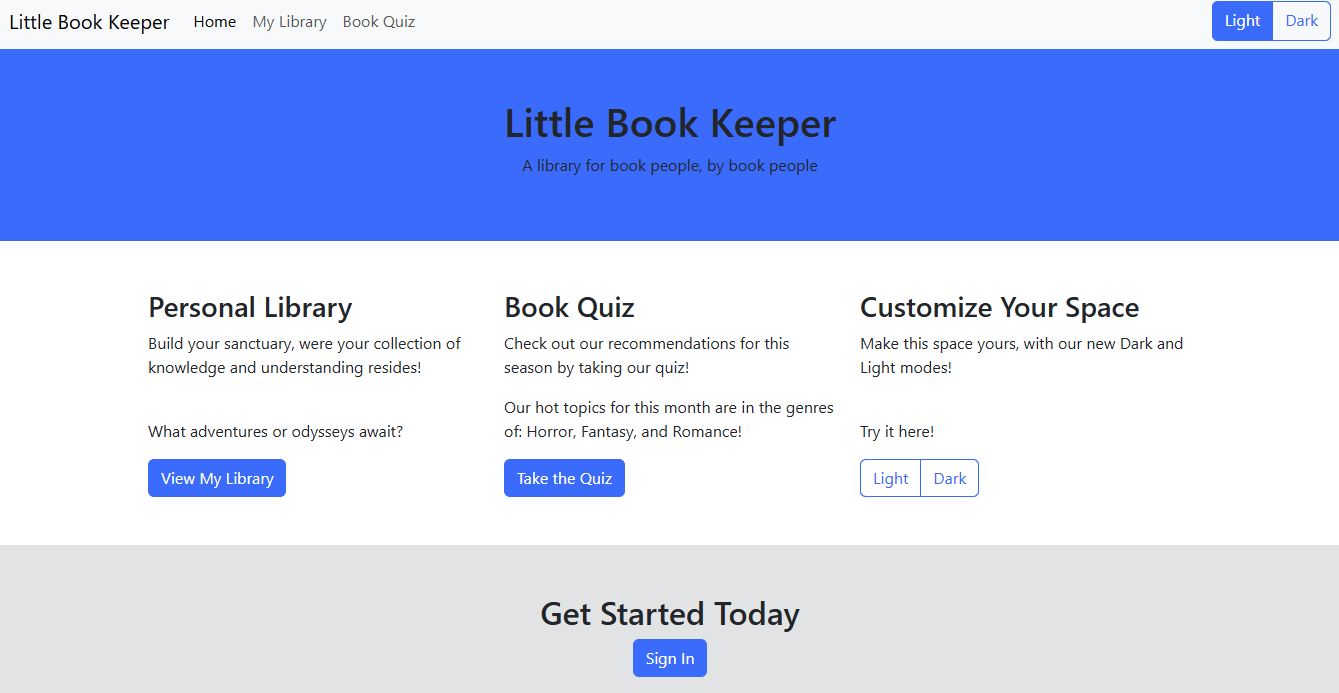 Little Book Keeper Home My Library Book Quiz Light Dark
Little Book Keeper
A library for book people, by book people
Personal Library
Build your sanctuary, were your collection of
knowledge and understanding resides!
What adventures or odysseys await?
View My Library
Book Quiz
Check out our recommendations for this
season by taking our quiz!
Our hot topics for this month are in the genres
of: Horror, Fantasy, and Romance!
Take the Quiz
Customize Your Space
Make this space yours, with our new Dark and
Light modes!
Try it here!
Light Dark
Get Started Today
Sign In